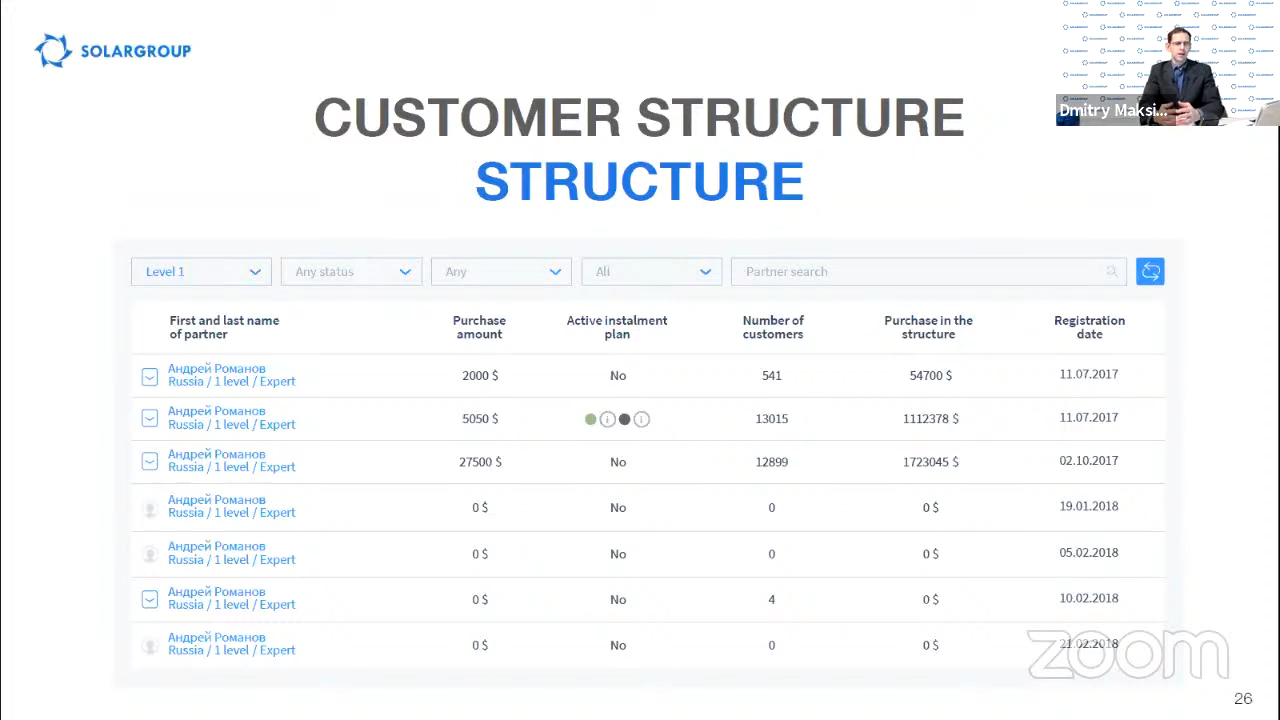 SOLARGROUP
Dmitry Maksi...
CUSTOMER STRUCTURE
STRUCTURE
Level 1 Any status Any Ali Partner search
First and last name of partner Purchase amount Active instalment plan Number of customers Purchase in the structure Registration date
Андрей Романов
Russia / 1 level / Expert 2000 $ No 541 54700 $ 11.07.2017
Андрей Романов
Russia / 1 level / Expert 5050 $ 13015 1112378 $ 11.07.2017
Андрей Романов
Russia / 1 level / Expert 27500 $ No 12899 1723045 $ 02.10.2017
Андрей Романов
Russia / 1 level / Expert 0 $ No 0 0 $ 19.01.2018
Андрей Романов
Russia / 1 level / Expert 0 $ No 0 0 $ 05.02.2018
Андрей Романов
Russia / 1 level / Expert 0 $ No 4 0 $ 10.02.2018
Андрей Романов
Russia / 1 level / Expert 0 $ No 0 0 $ 21.02.2018
zoom
26